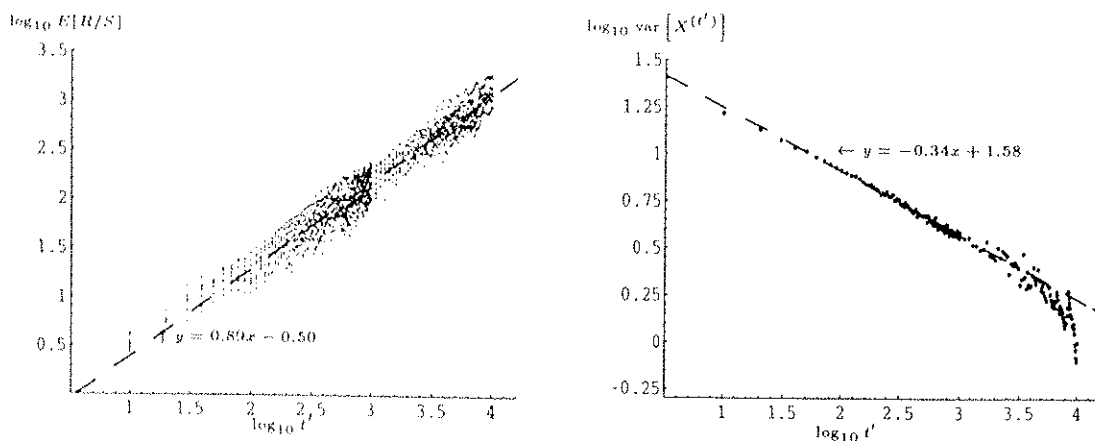 log₁₀ E[R/S]
3.5
3
2.5
2
1.5
1
0.5
y = 0.89x − 0.50
1 1.5 2 2.5 3 3.5 4
log₁₀ t'
log₁₀ var [X^(t')]
1.5
1.25
1
0.75
0.5
0.25
0
-0.25
← y = −0.34x + 1.58
1 1.5 2 2.5 3 3.5 4
log₁₀ t'